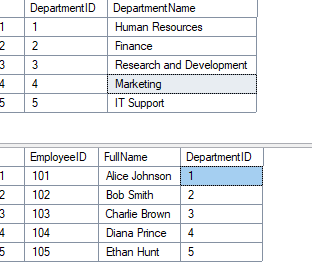 DepartmentID DepartmentName
1 1 Human Resources
2 2 Finance
3 3 Research and Development
4 4 Marketing
5 5 IT Support
EmployeeID FullName DepartmentID
1 101 Alice Johnson 1
2 102 Bob Smith 2
3 103 Charlie Brown 3
4 104 Diana Prince 4
5 105 Ethan Hunt 5